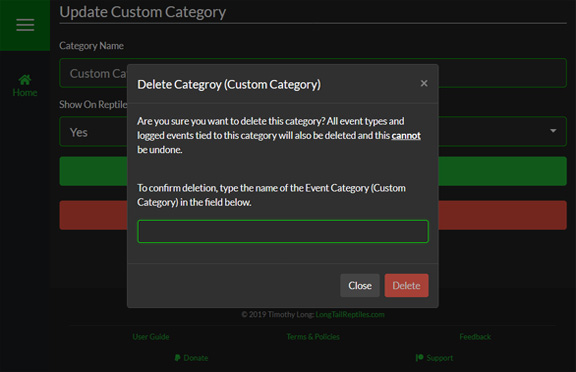 Update Custom Category
Category Name
Custom Ca
Home
Show On Reptile
Yes
Delete Categroy (Custom Category)
×
Are you sure you want to delete this category? All event types and
logged events tied to this category will also be deleted and this cannot
be undone.
To confirm deletion, type the name of the Event Category (Custom
Category) in the field below.
Close
Delete
© 2019 Timothy Long: LongTallReptiles.com
User Guide
Terms & Policies
Feedback
Donate
Support